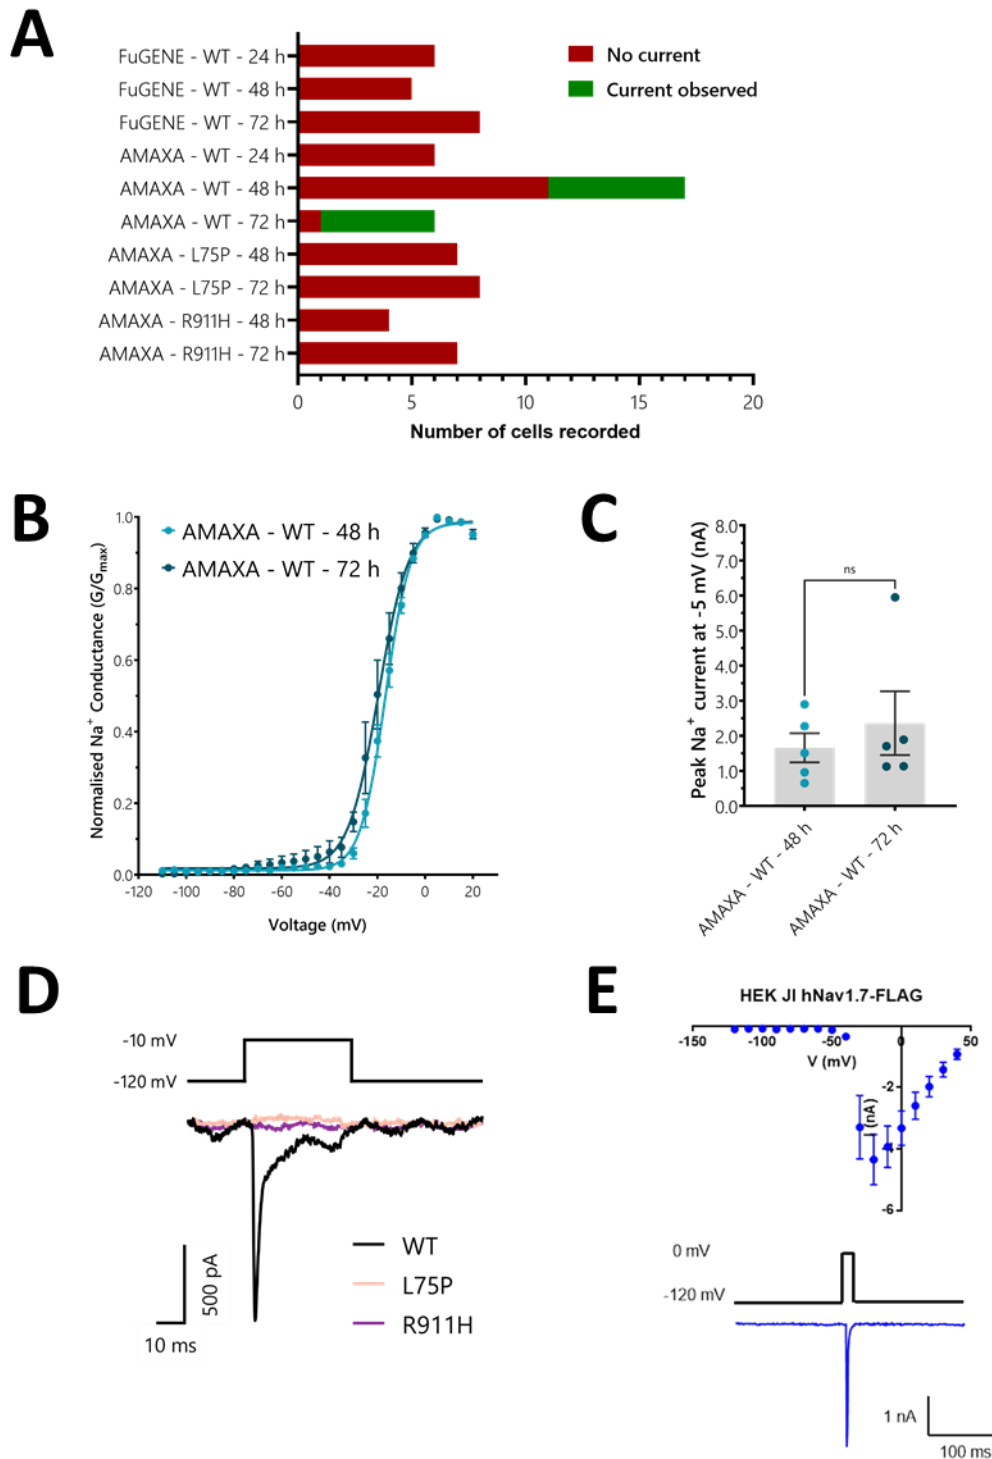 A
FuGENE - WT - 24 h
FuGENE - WT - 48 h
FuGENE - WT - 72 h
AMAXA - WT - 24 h
AMAXA - WT - 48 h
AMAXA - WT - 72 h
AMAXA - L75P - 48 h
AMAXA - L75P - 72 h
AMAXA - R911H - 48 h
AMAXA - R911H - 72 h
No current
Current observed
0 5 10 15 20
Number of cells recorded
B
AMAXA - WT - 48 h
AMAXA - WT - 72 h
Normalised Na⁺ Conductance (G/Gmax)
1.0
0.8
0.6
0.4
0.2
0.0
-120 -100 -80 -60 -40 -20 0 20
Voltage (mV)
C
Peak Na⁺ current at -5 mV (nA)
8.0
7.0
6.0
5.0
4.0
3.0
2.0
1.0
0.0
ns
AMAXA - WT - 48 h
AMAXA - WT - 72 h
D
-10 mV
-120 mV
500 pA
10 ms
WT
L75P
R911H
E
HEK JI hNav1.7-FLAG
-150 -100 -50 0 50
V (mV)
-2
-4
-6
I (nA)
0 mV
-120 mV
1 nA
100 ms